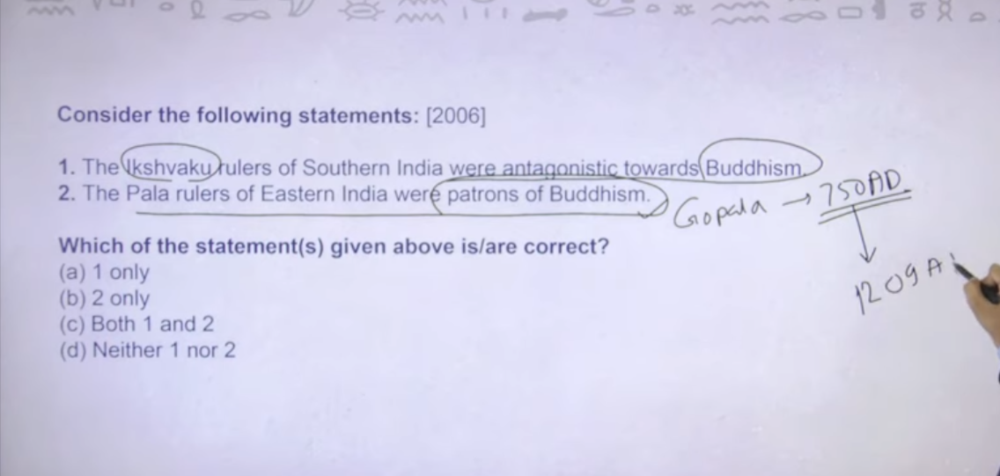 Consider the following statements: [2006]
1. The Ikshvaku rulers of Southern India were antagonistic towards Buddhism.
2. The Pala rulers of Eastern India were patrons of Buddhism.
Gopala → 750AD
1209 A
Which of the statement(s) given above is/are correct?
(a) 1 only
(b) 2 only
(c) Both 1 and 2
(d) Neither 1 nor 2